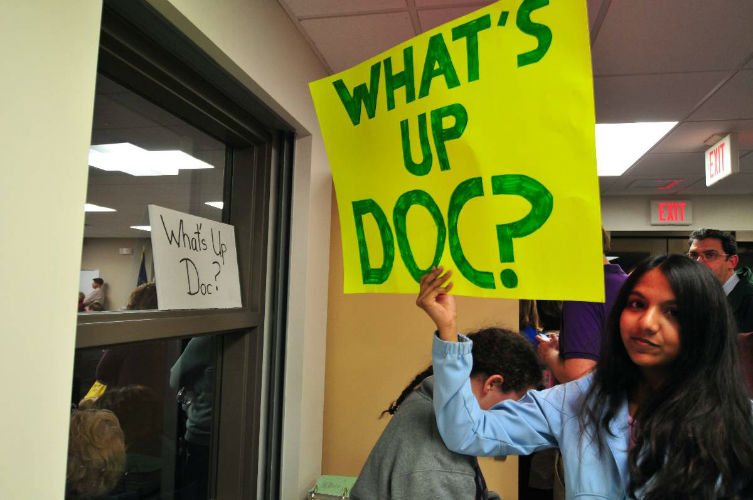 WHAT'S
UP
DOC?
What's Up
Doc?
EXIT
EXIT